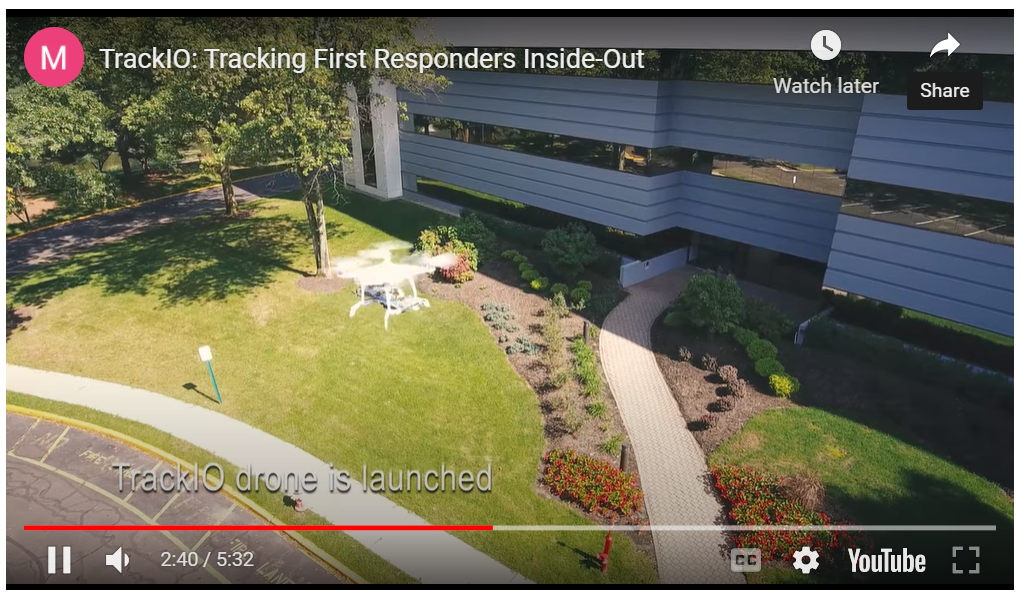 M
TrackIO: Tracking First Responders Inside-Out
Watch later
Share
TrackIO drone is launched
2:40 / 5:32
CC
YouTube